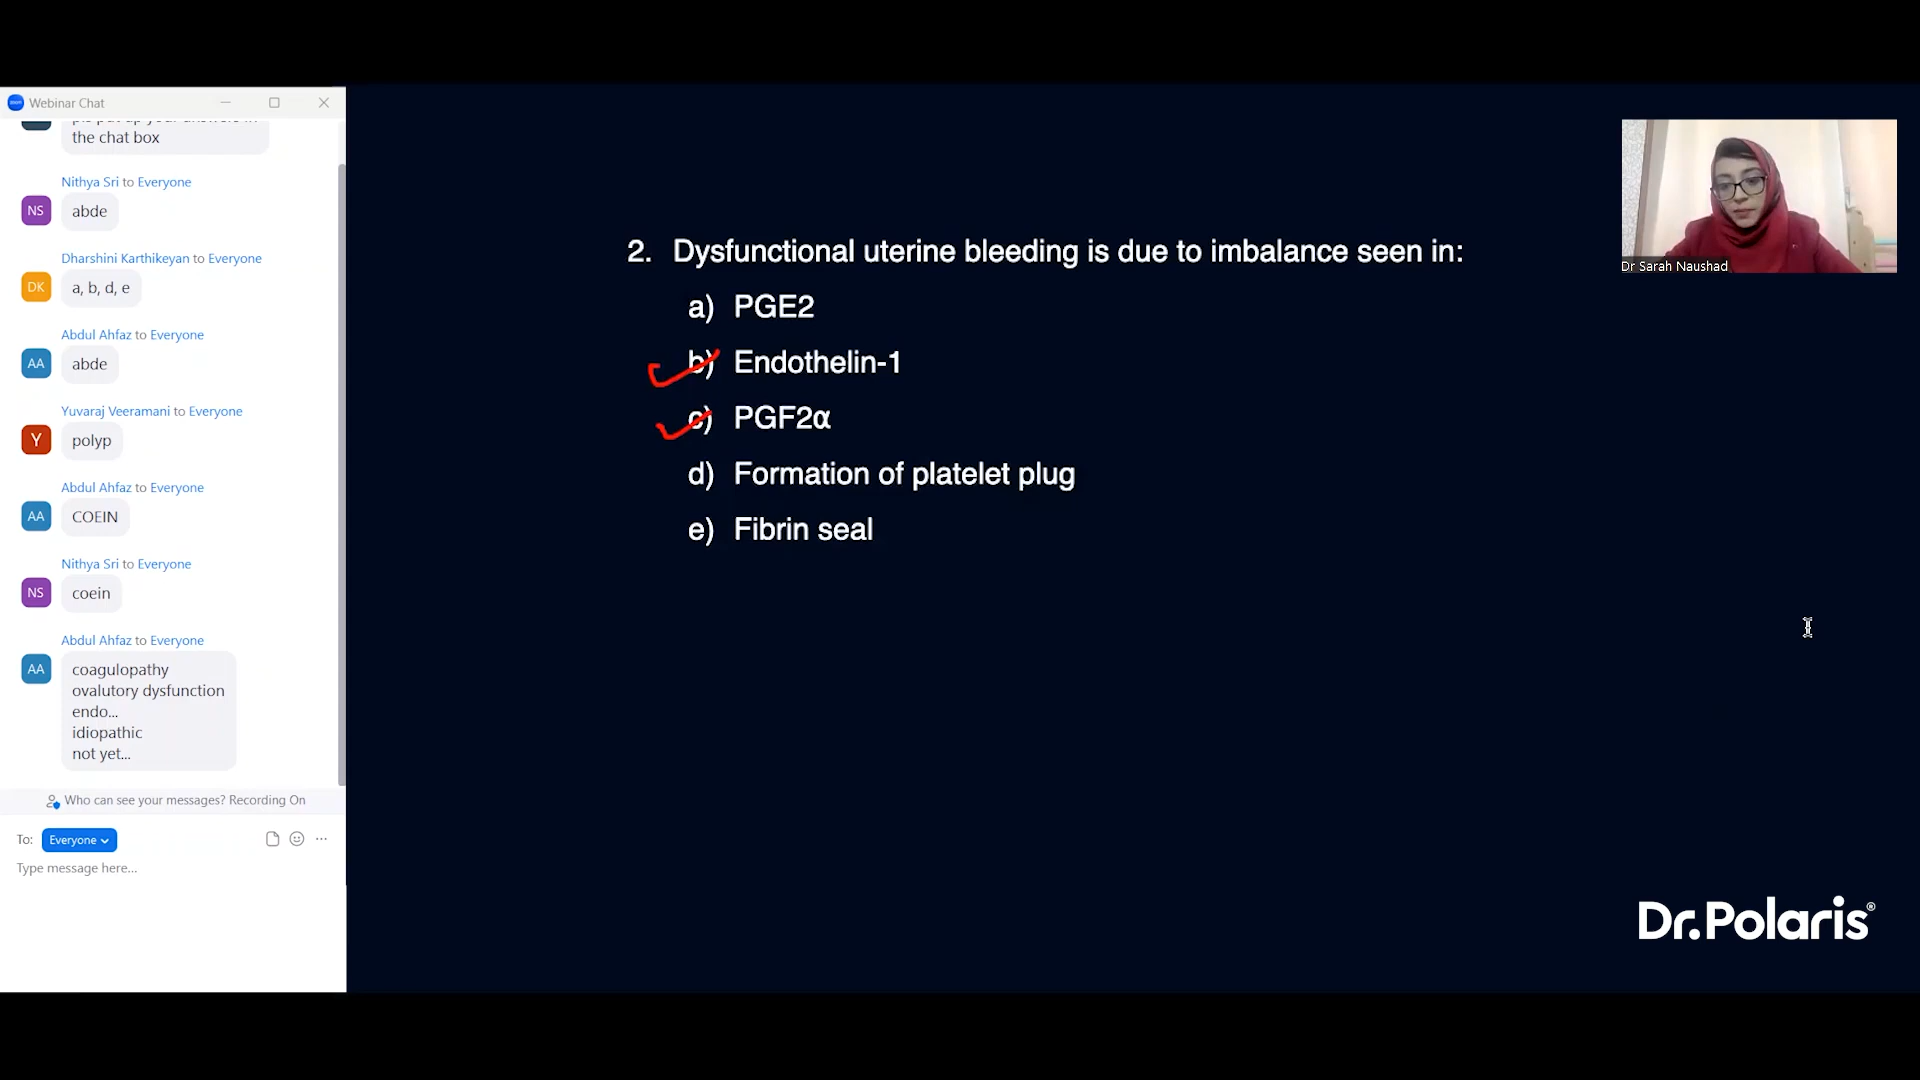 Webinar Chat
the chat box
Nithya Sri to Everyone
NS
abde
Dharshini Karthikeyan to Everyone
DK
a, b, d, e
Abdul Ahfaz to Everyone
AA
abde
Yuvaraj Veeramani to Everyone
Y
polyp
Abdul Ahfaz to Everyone
AA
COEIN
Nithya Sri to Everyone
NS
coein
Abdul Ahfaz to Everyone
AA
coagulopathy
ovalutory dysfunction
endo...
idiopathic
not yet...
Who can see your messages? Recording On
To: Everyone
Type message here...
2. Dysfunctional uterine bleeding is due to imbalance seen in:
a) PGE2
b) Endothelin-1
c) PGF2α
d) Formation of platelet plug
e) Fibrin seal
Dr Sarah Naushad
Dr.Polaris®